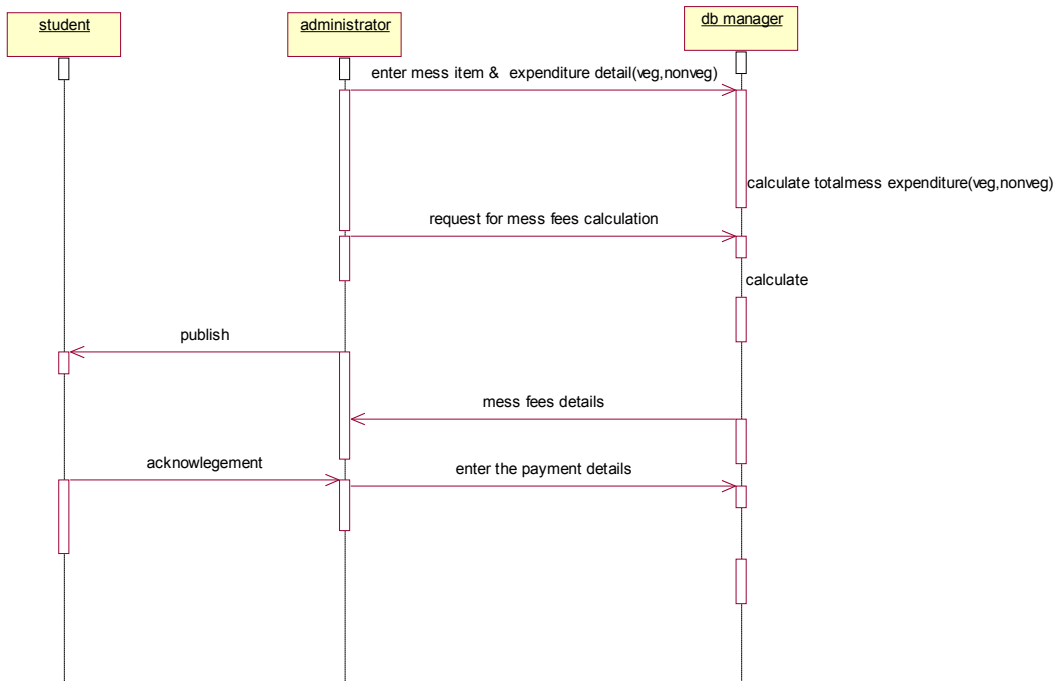 student
administrator
db manager
enter mess item & expenditure detail(veg,nonveg)
calculate totalmess expenditure(veg,nonveg)
request for mess fees calculation
calculate
publish
mess fees details
acknowlegement
enter the payment details